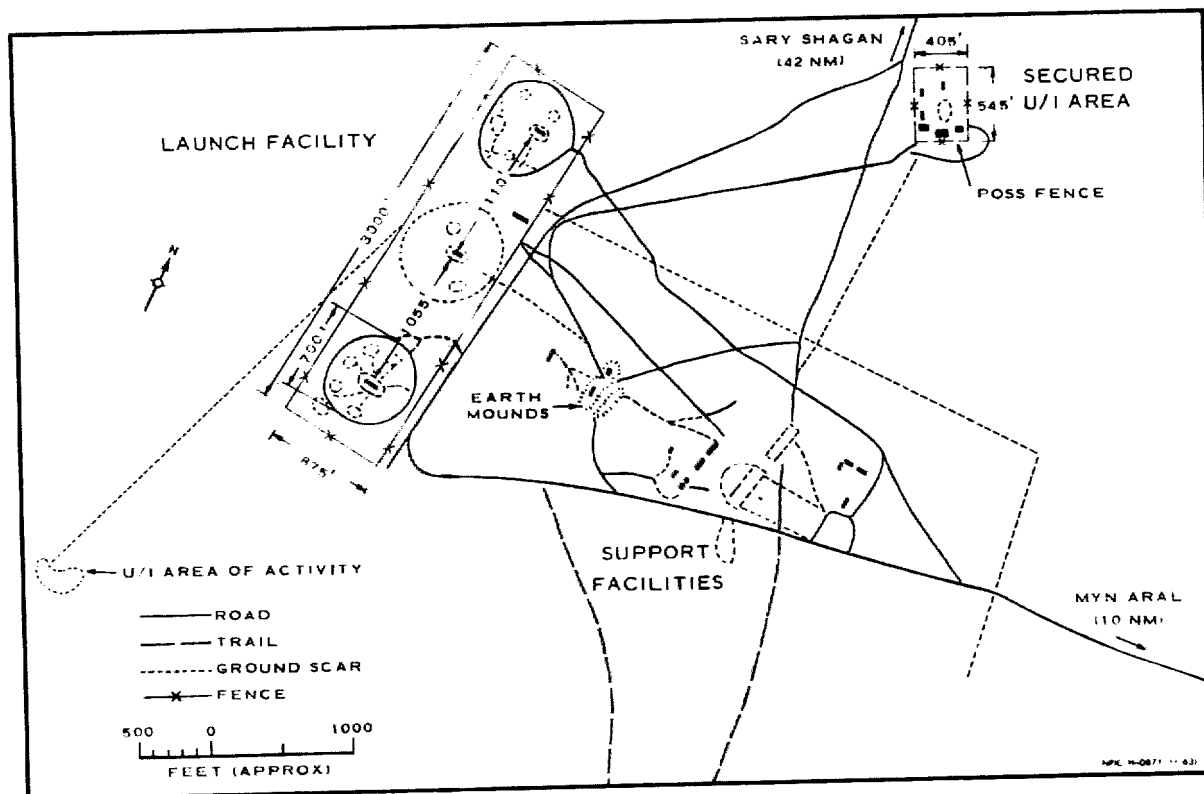 SARY SHAGAN
(42 NM)
405'
SECURED
U/I AREA
545'
POSS FENCE
LAUNCH FACILITY
1110'
3000'
N
1055'
700'
875'
EARTH
MOUNDS
SUPPORT
FACILITIES
U/I AREA OF ACTIVITY
ROAD
TRAIL
GROUND SCAR
FENCE
500 0 1000
FEET (APPROX)
MYN ARAL
(10 NM)